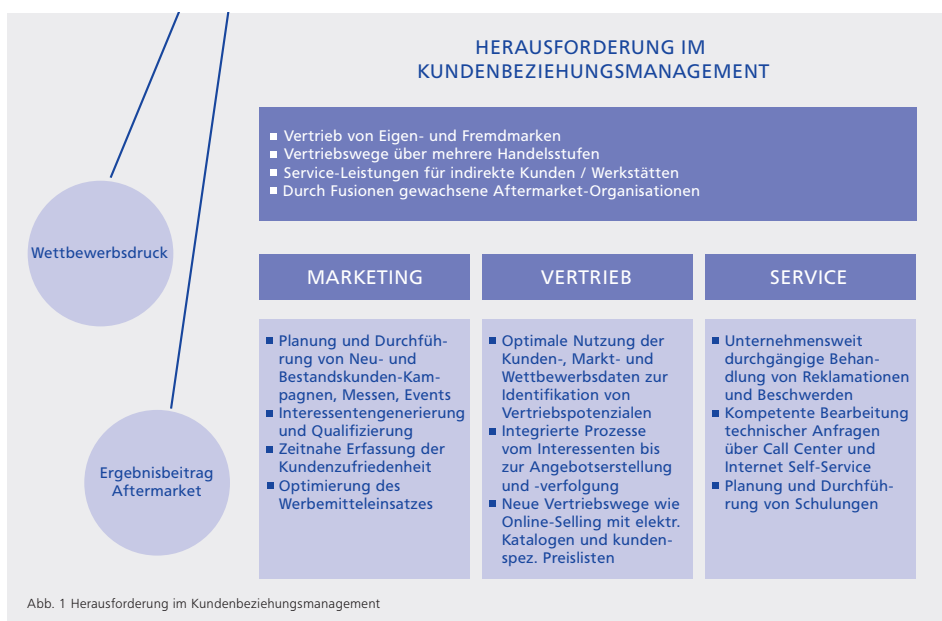 HERAUSFORDERUNG IM
KUNDENBEZIEHUNGSMANAGEMENT
Vertrieb von Eigen- und Fremdmarken
Vertriebswege über mehrere Handelsstufen
Service-Leistungen für indirekte Kunden / Werkstätten
Durch Fusionen gewachsene Aftermarket-Organisationen
Wettbewerbsdruck
Ergebnisbeitrag
Aftermarket
MARKETING
Planung und Durchfüh-
rung von Neu- und
Bestandskunden-Kam-
pagnen, Messen, Events
Interessentengenerierung
und Qualifizierung
Zeitnahe Erfassung der
Kundenzufriedenheit
Optimierung des
Werbemitteleinsatzes
VERTRIEB
Optimale Nutzung der
Kunden-, Markt- und
Wettbewerbsdaten zur
Identifikation von
Vertriebspotenzialen
Integrierte Prozesse
vom Interessenten bis
zur Angebotserstellung
und -verfolgung
Neue Vertriebswege wie
Online-Selling mit elektr.
Katalogen und kunden-
spez. Preislisten
SERVICE
Unternehmensweit
durchgängige Behan-
dlung von Reklamationen
und Beschwerden
Kompetente Bearbeitung
technischer Anfragen
über Call Center und
Internet Self-Service
Planung und Durchfüh-
rung von Schulungen
Abb. 1 Herausforderung im Kundenbeziehungsmanagement